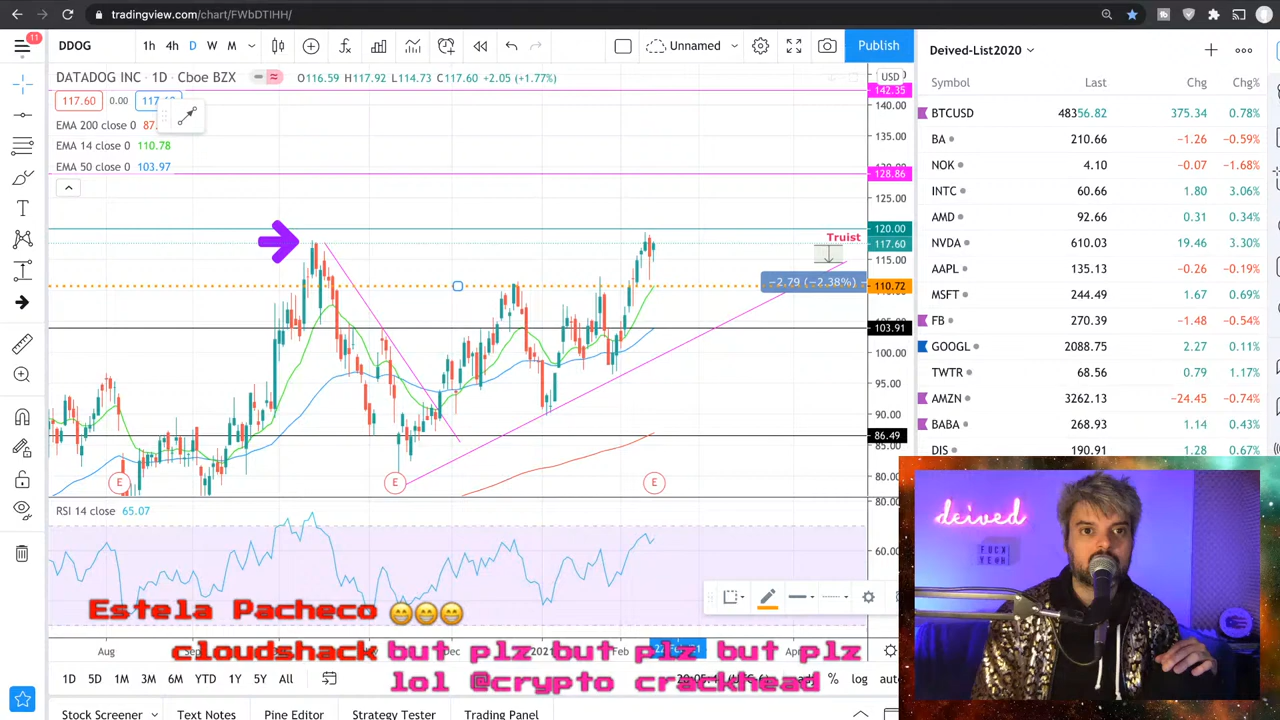 tradingview.com/chart/FWbDTIHH/
11
DDOG
1h 4h D W M
Unnamed
Publish
Deived-List2020
DATADOG INC · 1D · Cboe BZX
O116.59 H117.92 L114.73 C117.60 +2.05 (+1.77%)
117.60 0.00
EMA 200 close 0
EMA 14 close 0 110.78
EMA 50 close 0 103.97
USD
142.35
140.00
135.00
128.86
125.00
120.00
117.60
115.00
110.72
103.91
100.00
95.00
90.00
86.49
85.00
80.00
Truist
−2.79 (−2.38%)
E
E
E
RSI 14 close 65.07
80.00
60.00
Estela Pacheco 😁😁😁
cloudshack but plz but plz but plz
lol @crypto crackhead
Aug
Dec 2021 Feb
1D 5D 1M 3M 6M YTD 1Y 5Y All
% log
Stock Screener Text Notes Pine Editor Strategy Tester Trading Panel
Symbol Last Chg Chg%
BTCUSD 48356.82 375.34 0.78%
BA 210.66 −1.26 −0.59%
NOK 4.10 −0.07 −1.68%
INTC 60.66 1.80 3.06%
AMD 92.66 0.31 0.34%
NVDA 610.03 19.46 3.30%
AAPL 135.13 −0.26 −0.19%
MSFT 244.49 1.67 0.69%
FB 270.39 −1.48 −0.54%
GOOGL 2088.75 2.27 0.11%
TWTR 68.56 0.79 1.17%
AMZN 3262.13 −24.45 −0.74%
BABA 268.93 1.14 0.43%
DIS 190.91 1.28 0.67%
deived
FOCK
YEAH